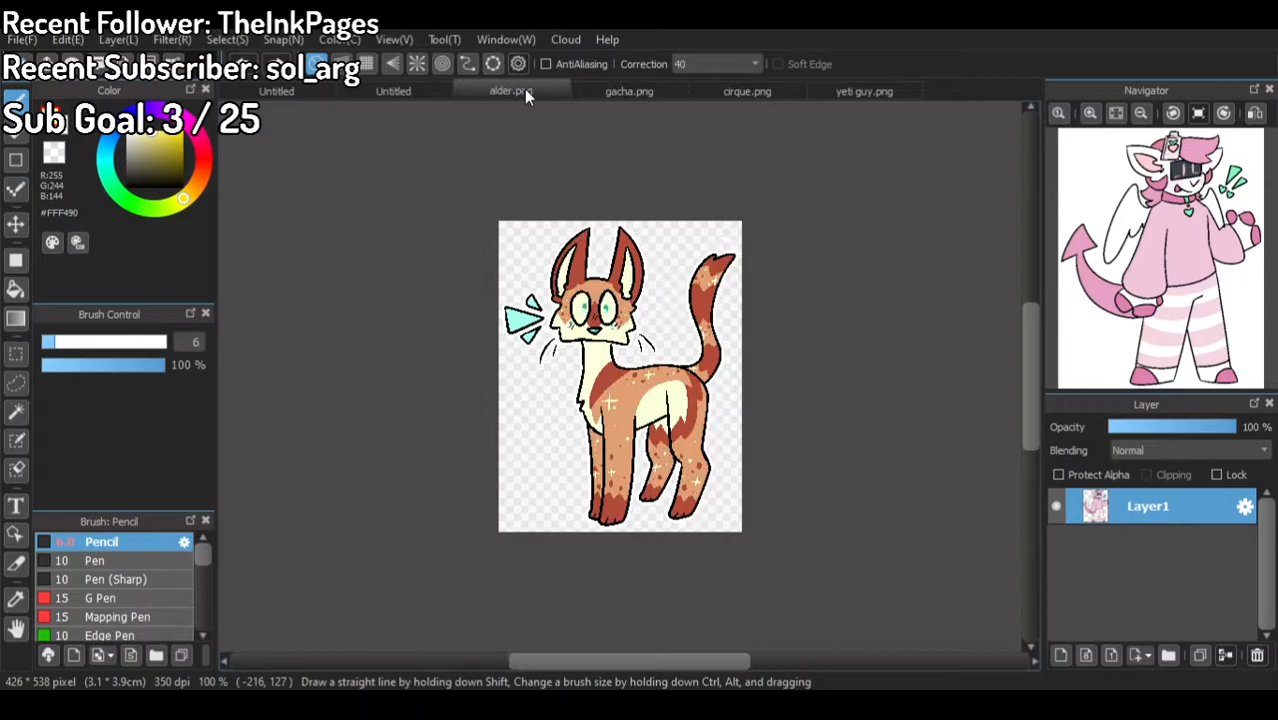 Recent Follower: TheInkPages
File(F) Edit(E) Layer(L) Filter(R) Select(S) Snap(N) View(V) Tool(T) Window(W) Cloud Help
Recent Subscriber: sol_arg
AntiAliasing Correction 40 Soft Edge
Color Untitled Untitled alder.png gacha.png cirque.png yeti guy.png Navigator
Sub Goal: 3 / 25
R:255
G:244
B:144
#FFF490
Brush Control
6
100 %
Brush: Pencil
6.0 Pencil
10 Pen
10 Pen (Sharp)
15 G Pen
15 Mapping Pen
10 Edge Pen
Layer
Opacity 100 %
Blending Normal
Protect Alpha Clipping Lock
Layer1
426 * 538 pixel (3.1 * 3.9cm) 350 dpi 100 % ( -216, 127 ) Draw a straight line by holding down Shift, Change a brush size by holding down Ctrl, Alt, and dragging